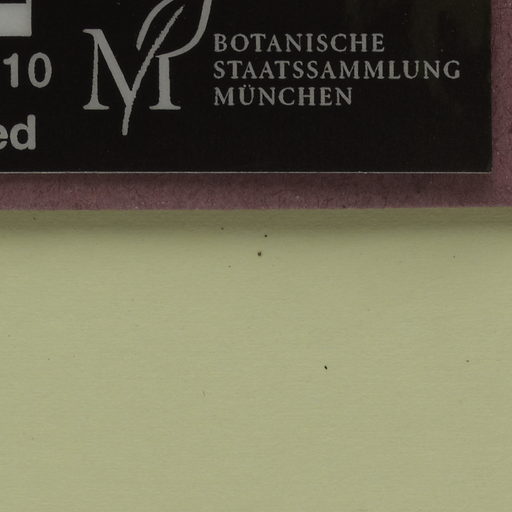 10
ed
M
BOTANISCHE
STAATSSAMMLUNG
MÜNCHEN